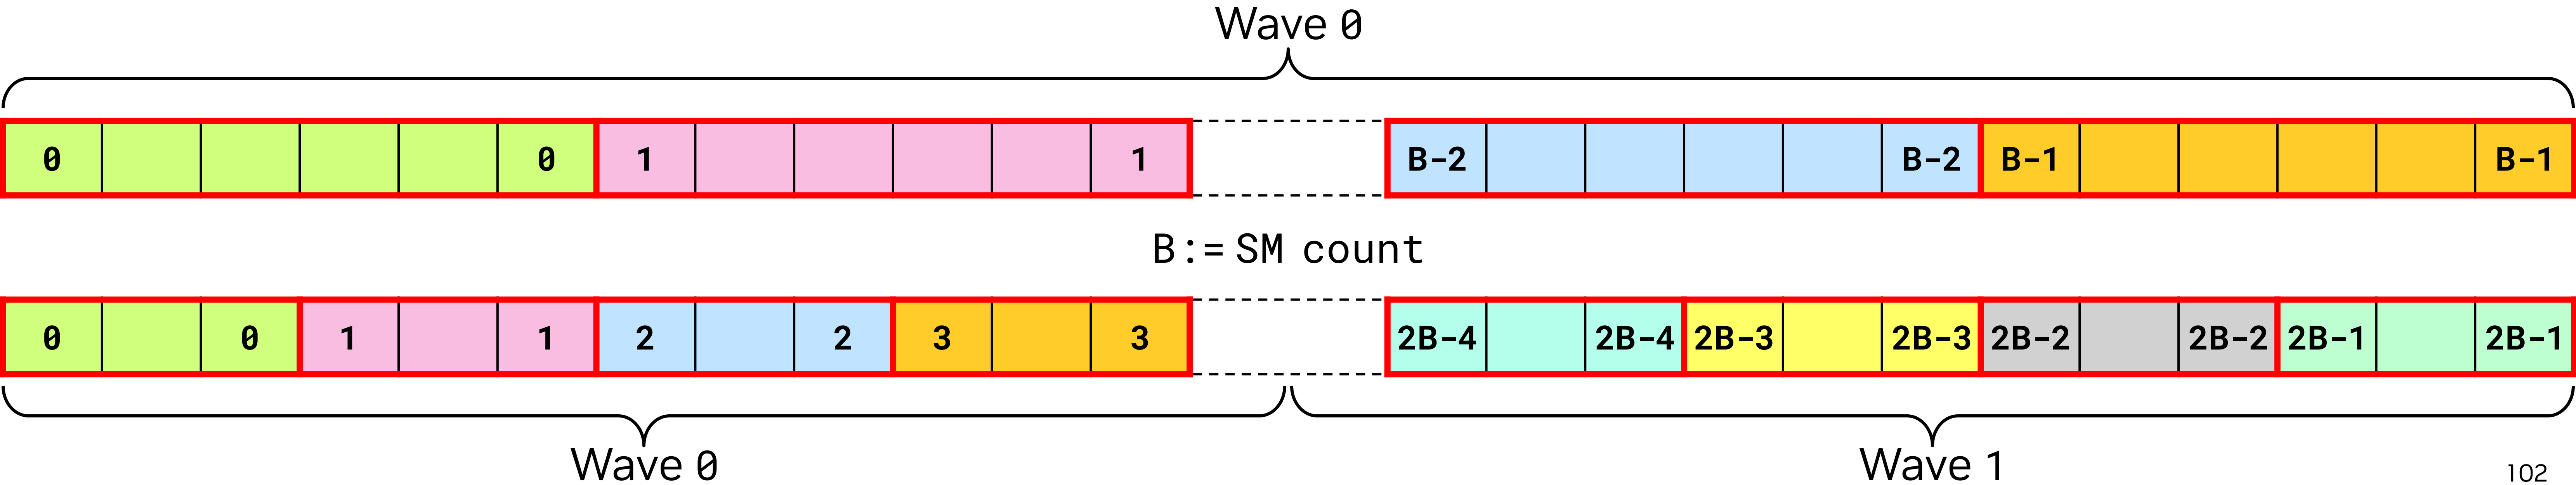 Wave 0
0 0 1 1 B-2 B-2 B-1 B-1
B:= SM count
0 0 1 1 2 2 3 3 2B-4 2B-4 2B-3 2B-3 2B-2 2B-2 2B-1 2B-1
Wave 0 Wave 1
102